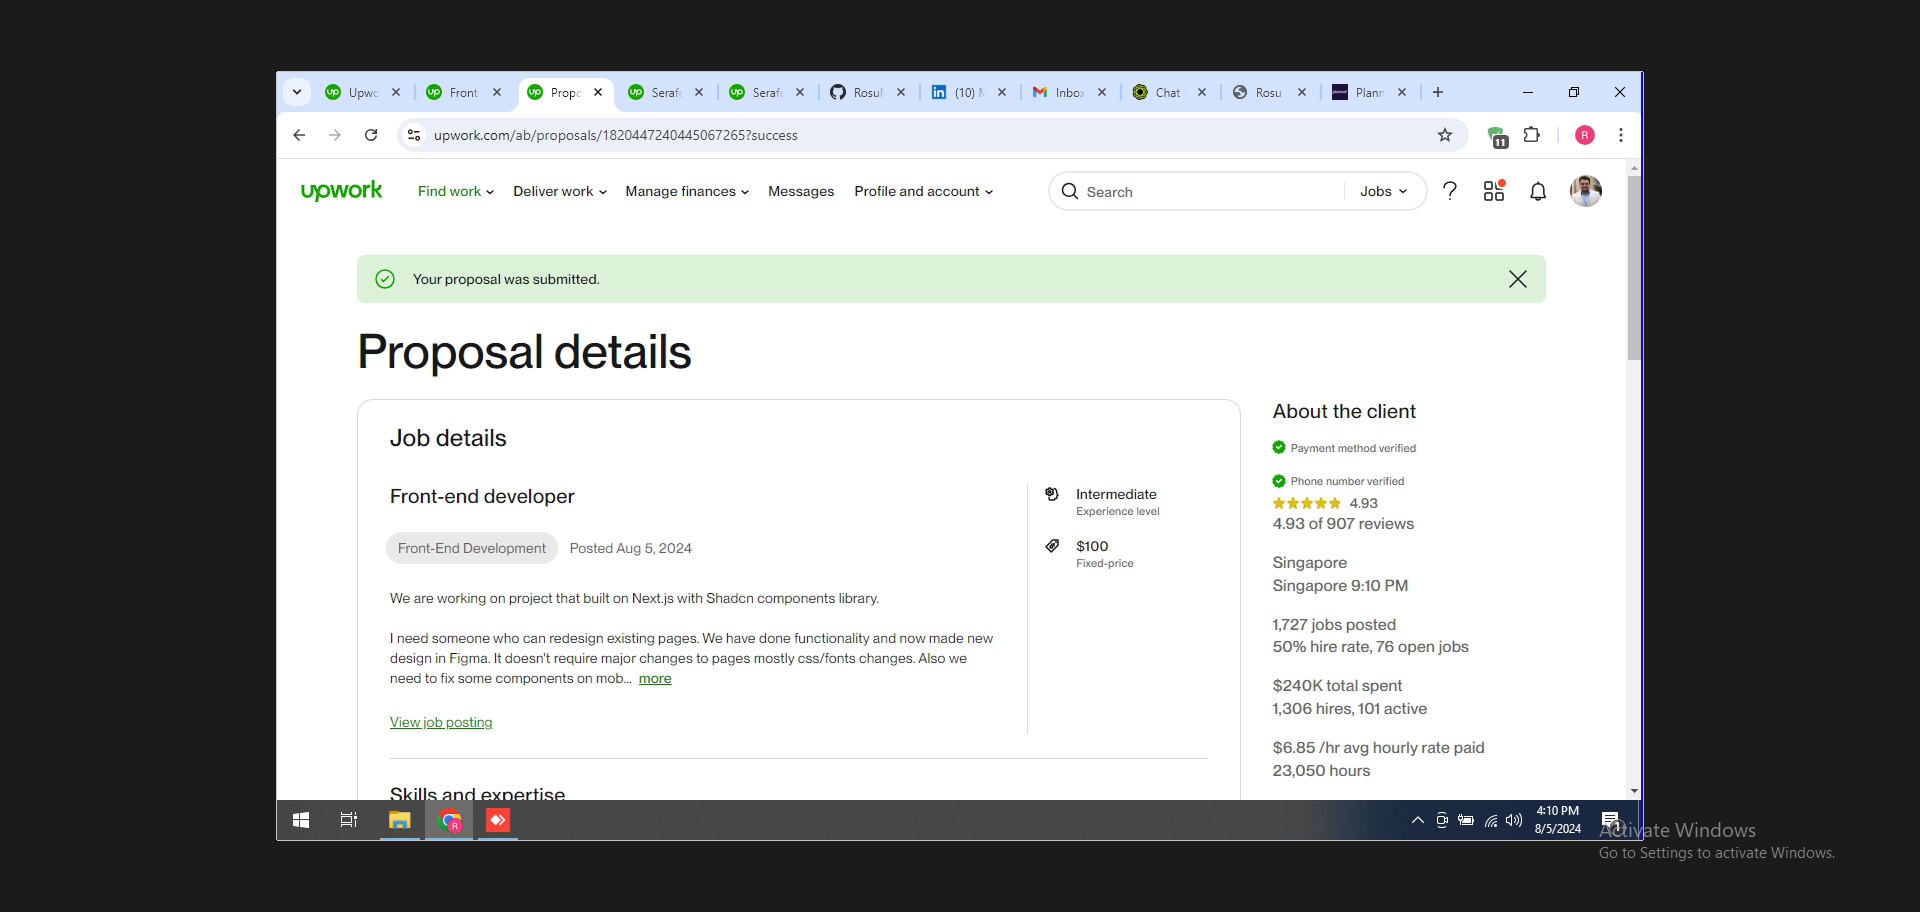 Upwo
Front
Propo
Seraf
Seraf
Rosul
(10)
Inbox
Chat
Rosu
Plann
upwork.com/ab/proposals/1820447240445067265?success
11
R
upwork
Find work
Deliver work
Manage finances
Messages
Profile and account
Search
Jobs
Your proposal was submitted.
Proposal details
Job details
Front-end developer
Front-End Development
Posted Aug 5, 2024
We are working on project that built on Next.js with Shadcn components library.
I need someone who can redesign existing pages. We have done functionality and now made new
design in Figma. It doesn't require major changes to pages mostly css/fonts changes. Also we
need to fix some components on mob... more
View job posting
Intermediate
Experience level
$100
Fixed-price
Skills and expertise
About the client
Payment method verified
Phone number verified
4.93
4.93 of 907 reviews
Singapore
Singapore 9:10 PM
1,727 jobs posted
50% hire rate, 76 open jobs
$240K total spent
1,306 hires, 101 active
$6.85 /hr avg hourly rate paid
23,050 hours
4:10 PM
8/5/2024
Activate Windows
Go to Settings to activate Windows.